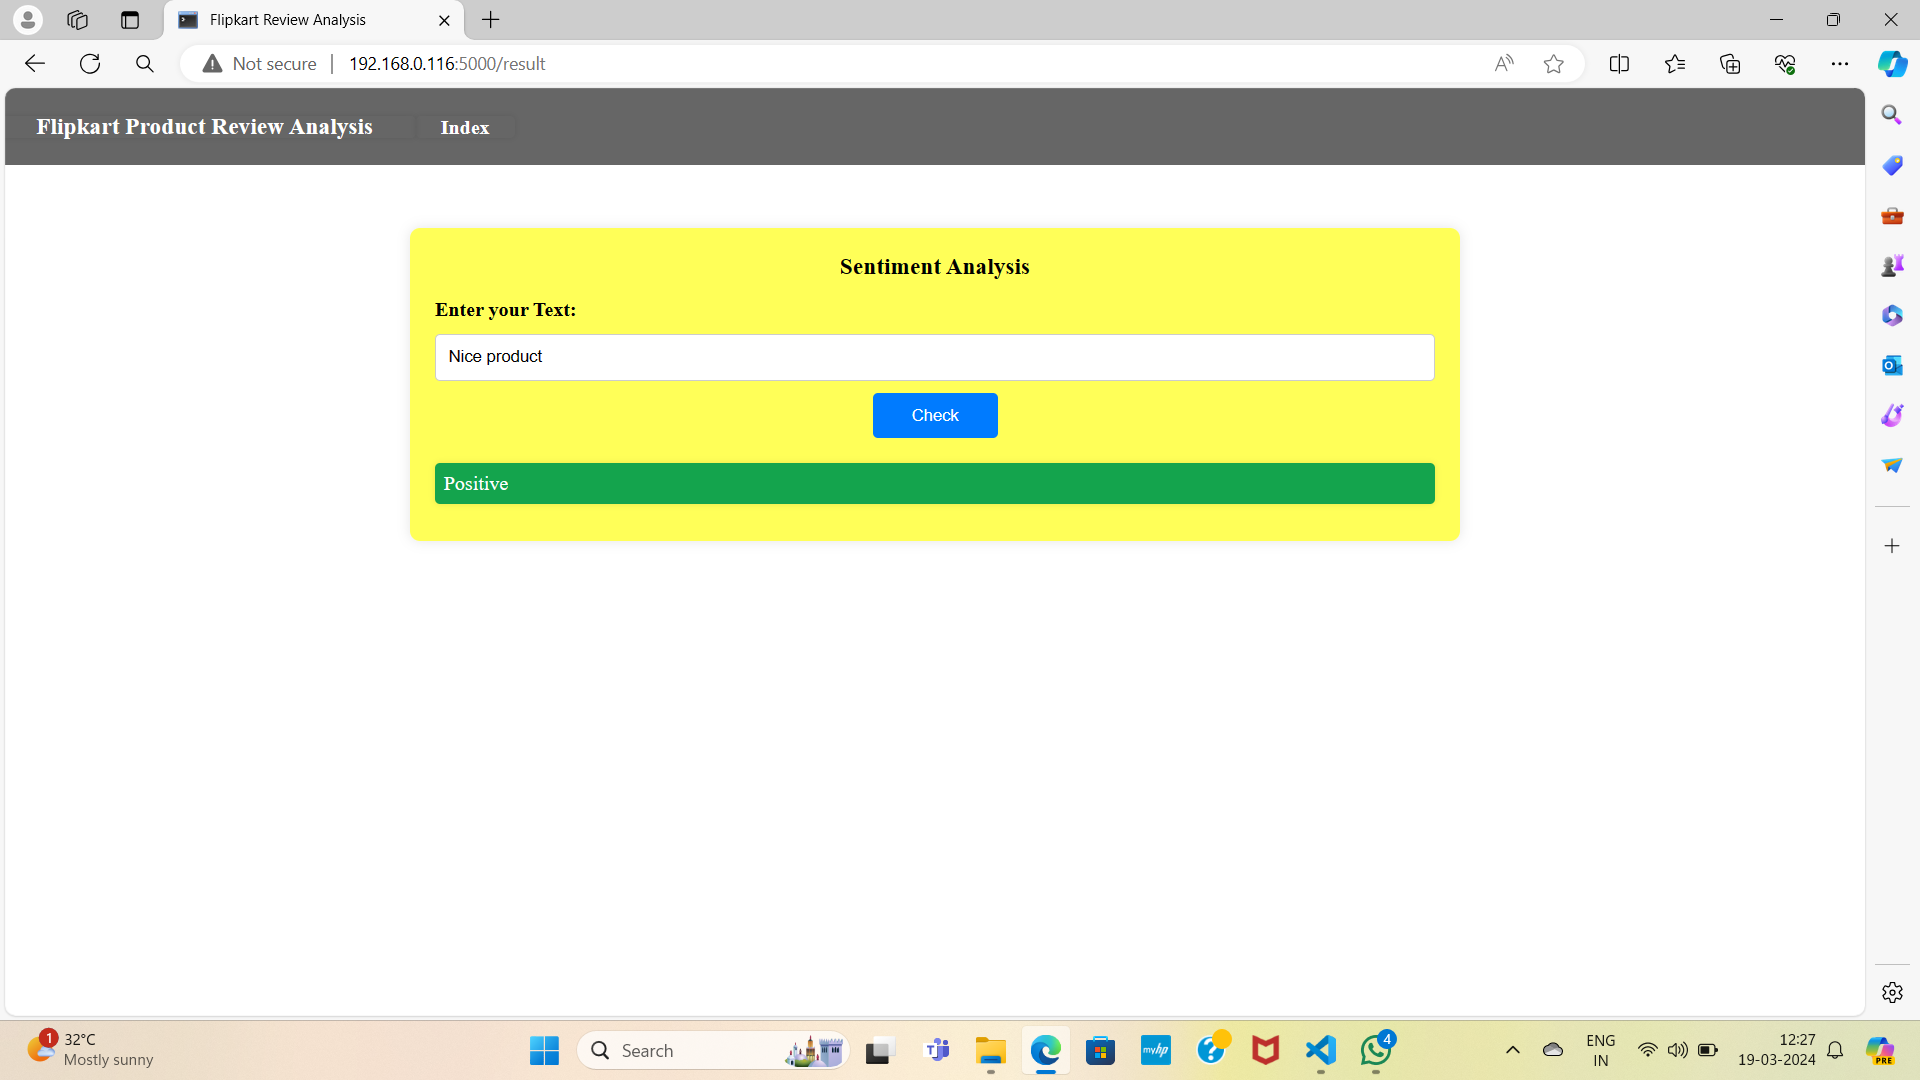 Flipkart Review Analysis
Not secure
192.168.0.116:5000/result
Flipkart Product Review Analysis
Index
Sentiment Analysis
Enter your Text:
Nice product
Check
Positive
1
32°C
Mostly sunny
Search
myhp
4
ENG
IN
12:27
19-03-2024
PRE